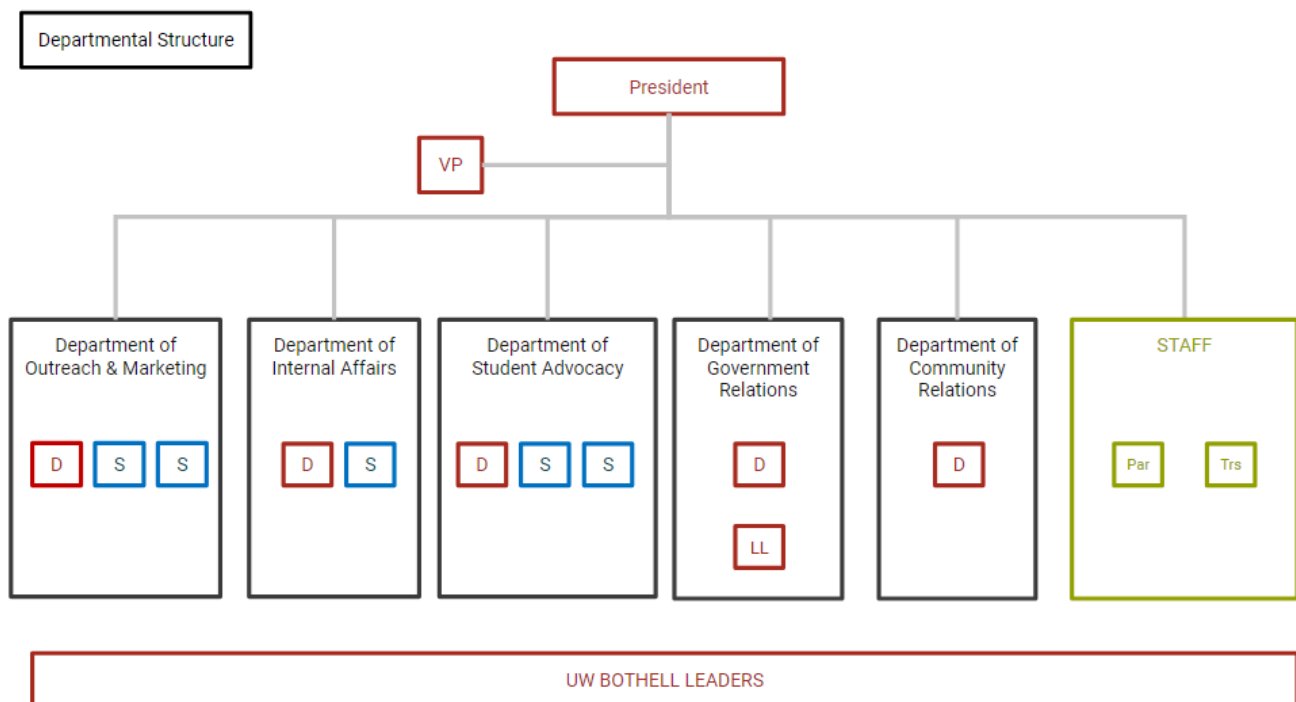 Departmental Structure
President
VP
Department of
Outreach & Marketing
D
S
S
Department of
Internal Affairs
D
S
Department of
Student Advocacy
D
S
S
Department of
Government
Relations
D
LL
Department of
Community
Relations
D
STAFF
Par
Trs
UW BOTHELL LEADERS